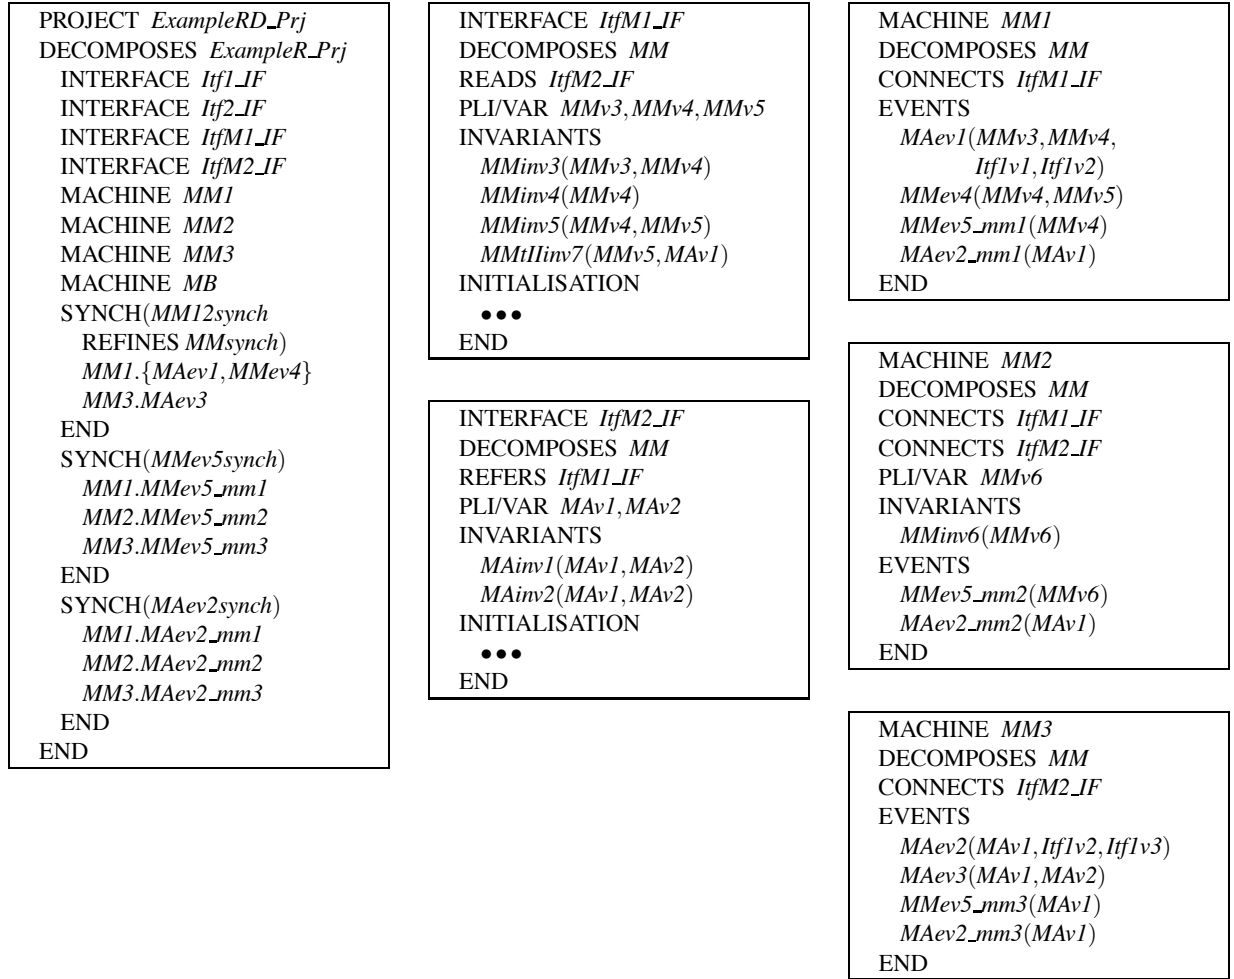 PROJECT ExampleRD_Prj
DECOMPOSES ExampleR_Prj
INTERFACE Itf1_IF
INTERFACE Itf2_IF
INTERFACE ItfM1_IF
INTERFACE ItfM2_IF
MACHINE MM1
MACHINE MM2
MACHINE MM3
MACHINE MB
SYNCH(MM12synch
REFINES MMsynch)
MM1.{MAev1,MMev4}
MM3.MAev3
END
SYNCH(MMev5synch)
MM1.MMev5_mm1
MM2.MMev5_mm2
MM3.MMev5_mm3
END
SYNCH(MAev2synch)
MM1.MAev2_mm1
MM2.MAev2_mm2
MM3.MAev2_mm3
END
END
INTERFACE ItfM1_IF
DECOMPOSES MM
READS ItfM2_IF
PLI/VAR MMv3,MMv4,MMv5
INVARIANTS
MMinv3(MMv3,MMv4)
MMinv4(MMv4)
MMinv5(MMv4,MMv5)
MMtIIinv7(MMv5,MAv1)
INITIALISATION
•••
END
INTERFACE ItfM2_IF
DECOMPOSES MM
REFERS ItfM1_IF
PLI/VAR MAv1,MAv2
INVARIANTS
MAinv1(MAv1,MAv2)
MAinv2(MAv1,MAv2)
INITIALISATION
•••
END
MACHINE MM1
DECOMPOSES MM
CONNECTS ItfM1_IF
EVENTS
MAev1(MMv3,MMv4,
Itf1v1,Itf1v2)
MMev4(MMv4,MMv5)
MMev5_mm1(MMv4)
MAev2_mm1(MAv1)
END
MACHINE MM2
DECOMPOSES MM
CONNECTS ItfM1_IF
CONNECTS ItfM2_IF
PLI/VAR MMv6
INVARIANTS
MMinv6(MMv6)
EVENTS
MMev5_mm2(MMv6)
MAev2_mm2(MAv1)
END
MACHINE MM3
DECOMPOSES MM
CONNECTS ItfM2_IF
EVENTS
MAev2(MAv1,Itf1v2,Itf1v3)
MAev3(MAv1,MAv2)
MMev5_mm3(MAv1)
MAev2_mm3(MAv1)
END